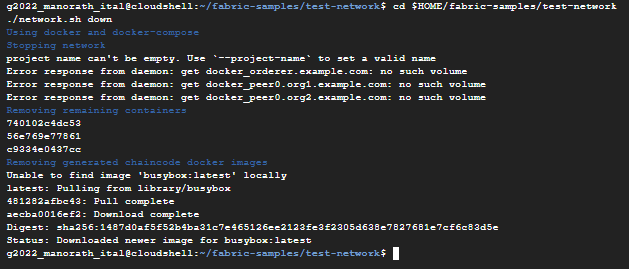 g2022_manorath_ital@cloudshell:~/fabric-samples/test-network$ cd $HOME/fabric-samples/test-network
./network.sh down
Using docker and docker-compose
Stopping network
project name can't be empty. Use `--project-name` to set a valid name
Error response from daemon: get docker_orderer.example.com: no such volume
Error response from daemon: get docker_peer0.org1.example.com: no such volume
Error response from daemon: get docker_peer0.org2.example.com: no such volume
Removing remaining containers
740102c4dc53
56e769e77861
c9334e0437cc
Removing generated chaincode docker images
Unable to find image 'busybox:latest' locally
latest: Pulling from library/busybox
481282afbc43: Pull complete
aecba0016ef2: Download complete
Digest: sha256:1487d0af5f52b4ba31c7e465126ee2123fe3f2305d638e7827681e7cf6c83d5e
Status: Downloaded newer image for busybox:latest
g2022_manorath_ital@cloudshell:~/fabric-samples/test-network$